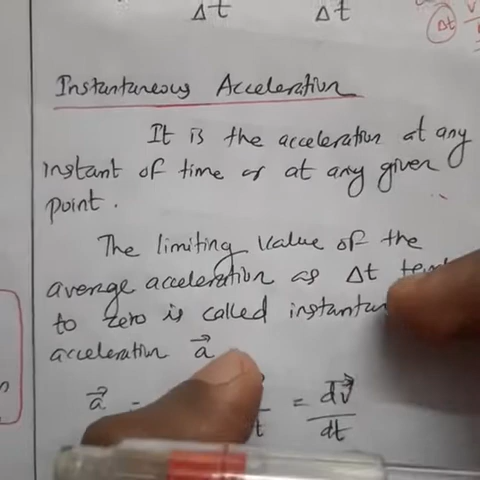 Δt Δt Δt
Instantaneous Acceleration
It is the acceleration at any
instant of time or at any given
point.
The limiting value of the
average acceleration as Δt
to zero is called
acceleration a⃗
a⃗ = = dv⃗/dt